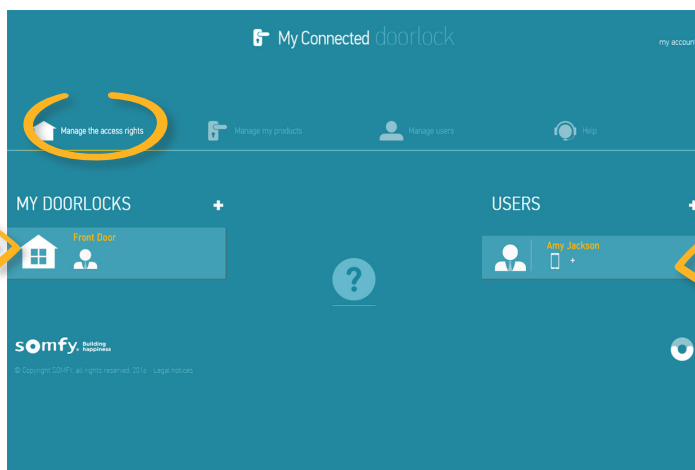 My Connected doorlock
my account
Manage the access rights
Manage my products
Manage users
Help
MY DOORLOCKS +
USERS +
Front Door
Amy Jackson
+
?
somfy. Building happiness
© Copyright SOMFY, all rights reserved, 2016 Legal notices